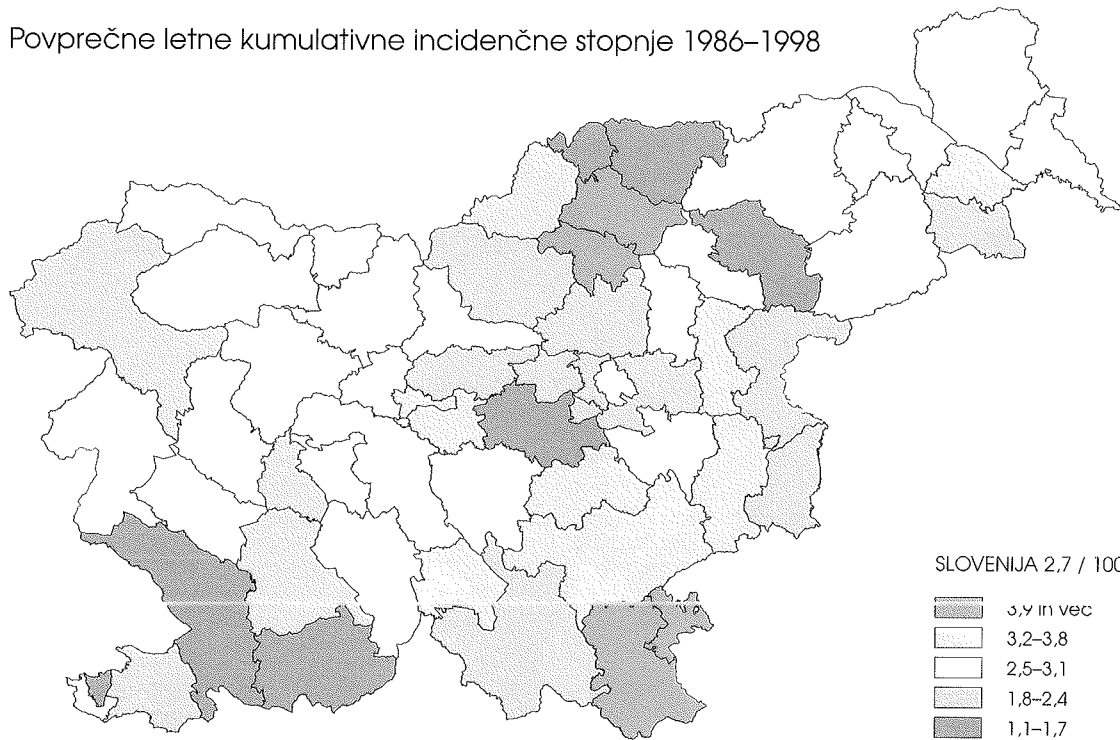 Povprečne letne kumulativne incidenčne stopnje 1986–1998
SLOVENIJA 2,7 / 100
3,9 in več
3,2–3,8
2,5–3,1
1,8–2,4
1,1–1,7